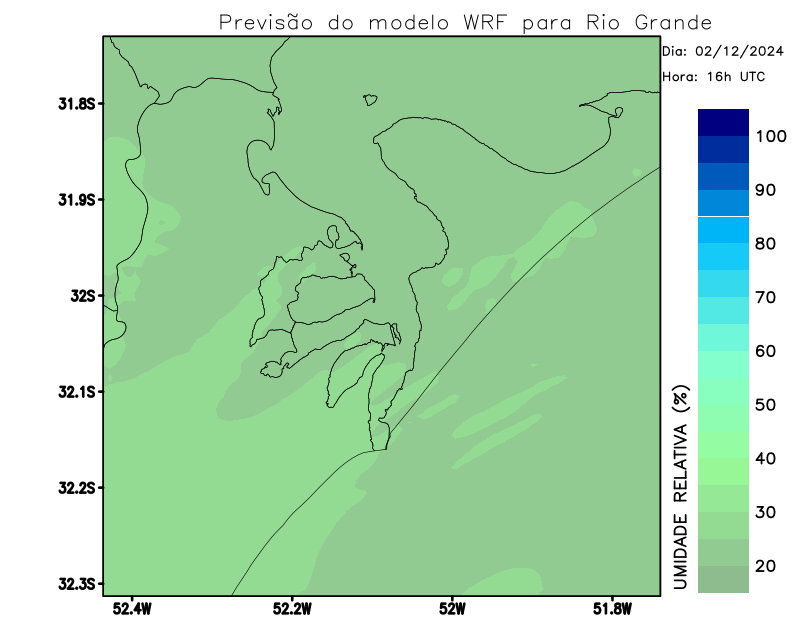 Previsão do modelo WRF para Rio Grande
Dia: 02/12/2024
Hora: 16h UTC
31.8S
31.9S
32S
32.1S
32.2S
32.3S
52.4W
52.2W
52W
51.8W
UMIDADE RELATIVA (%)
100
90
80
70
60
50
40
30
20